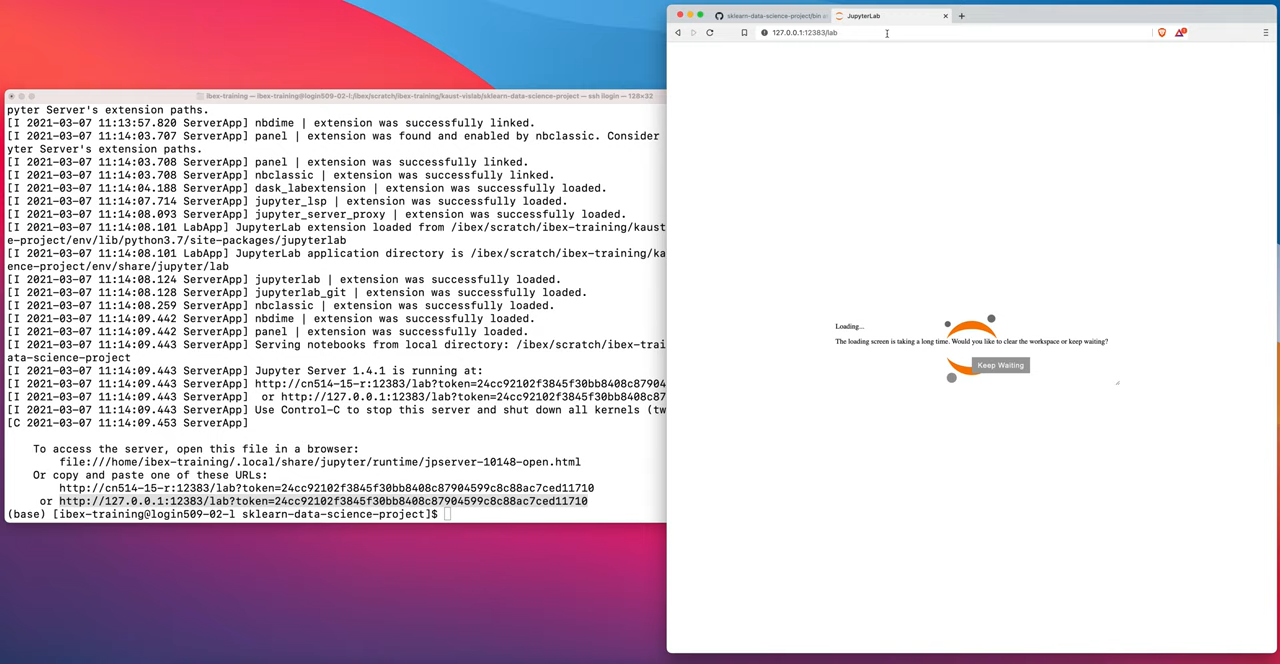 ibex-training — ibex-training@login509-02-l:/ibex/scratch/ibex-training/kaust-vislab/sklearn-data-science-project — ssh ilogin — 128×32
pyter Server's extension paths.
[I 2021-03-07 11:13:57.820 ServerApp] nbdime | extension was successfully linked.
[I 2021-03-07 11:14:03.707 ServerApp] panel | extension was found and enabled by nbclassic. Consider
yter Server's extension paths.
[I 2021-03-07 11:14:03.708 ServerApp] panel | extension was successfully linked.
[I 2021-03-07 11:14:03.708 ServerApp] nbclassic | extension was successfully linked.
[I 2021-03-07 11:14:04.188 ServerApp] dask_labextension | extension was successfully loaded.
[I 2021-03-07 11:14:07.714 ServerApp] jupyter_lsp | extension was successfully loaded.
[I 2021-03-07 11:14:08.093 ServerApp] jupyter_server_proxy | extension was successfully loaded.
[I 2021-03-07 11:14:08.101 LabApp] JupyterLab extension loaded from /ibex/scratch/ibex-training/kaust
e-project/env/lib/python3.7/site-packages/jupyterlab
[I 2021-03-07 11:14:08.101 LabApp] JupyterLab application directory is /ibex/scratch/ibex-training/ka
ence-project/env/share/jupyter/lab
[I 2021-03-07 11:14:08.124 ServerApp] jupyterlab | extension was successfully loaded.
[I 2021-03-07 11:14:08.128 ServerApp] jupyterlab_git | extension was successfully loaded.
[I 2021-03-07 11:14:08.259 ServerApp] nbclassic | extension was successfully loaded.
[I 2021-03-07 11:14:09.442 ServerApp] nbdime | extension was successfully loaded.
[I 2021-03-07 11:14:09.442 ServerApp] panel | extension was successfully loaded.
[I 2021-03-07 11:14:09.442 ServerApp] Serving notebooks from local directory: /ibex/scratch/ibex-trai
ata-science-project
[I 2021-03-07 11:14:09.443 ServerApp] Jupyter Server 1.4.1 is running at:
[I 2021-03-07 11:14:09.443 ServerApp] http://cn514-15-r:12383/lab?token=24cc92102f3845f30bb8408c87904
[I 2021-03-07 11:14:09.443 ServerApp]  or http://127.0.0.1:12383/lab?token=24cc92102f3845f30bb8408c87
[I 2021-03-07 11:14:09.443 ServerApp] Use Control-C to stop this server and shut down all kernels (tw
[C 2021-03-07 11:14:09.453 ServerApp]
To access the server, open this file in a browser:
file:///home/ibex-training/.local/share/jupyter/runtime/jpserver-10148-open.html
Or copy and paste one of these URLs:
http://cn514-15-r:12383/lab?token=24cc92102f3845f30bb8408c87904599c8c88ac7ced11710
or http://127.0.0.1:12383/lab?token=24cc92102f3845f30bb8408c87904599c8c88ac7ced11710
(base) [ibex-training@login509-02-l sklearn-data-science-project]$
sklearn-data-science-project/bin a
JupyterLab
127.0.0.1:12383/lab
Loading...
The loading screen is taking a long time. Would you like to clear the workspace or keep waiting?
Keep Waiting